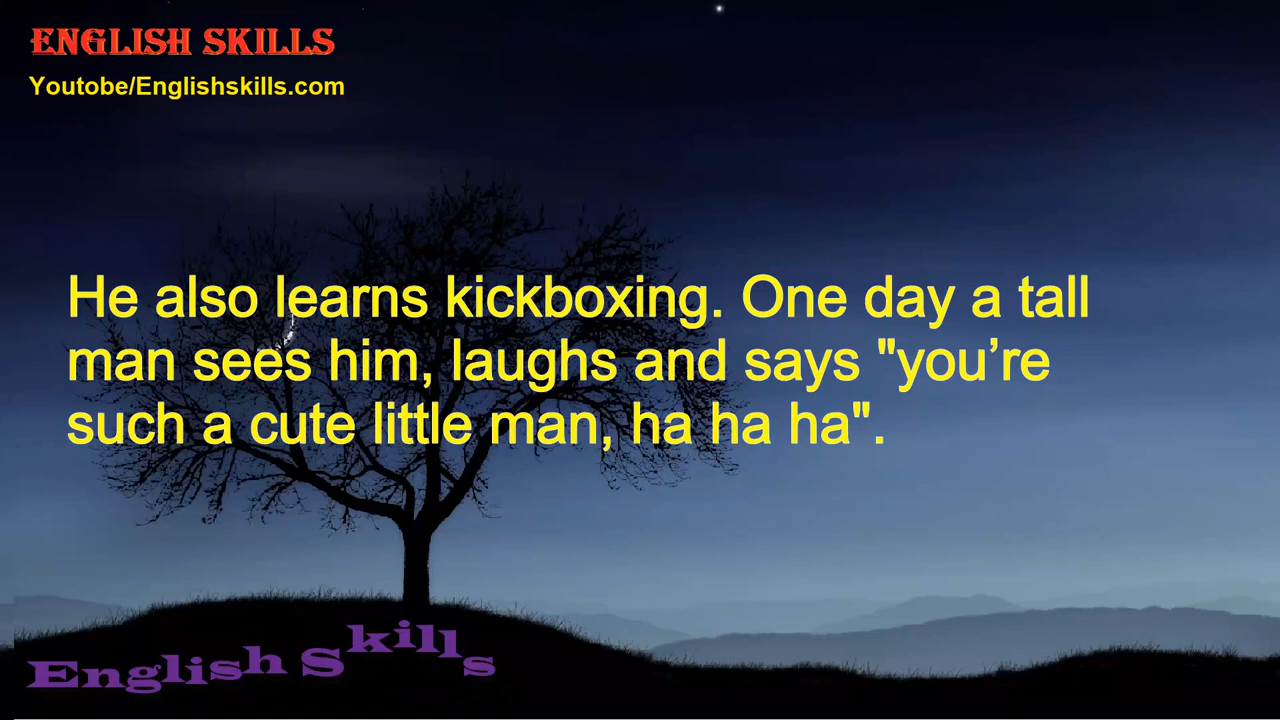 ENGLISH SKILLS
Youtobe/Englishskills.com
He also learns kickboxing. One day a tall
man sees him, laughs and says "you’re
such a cute little man, ha ha ha".
English Skills